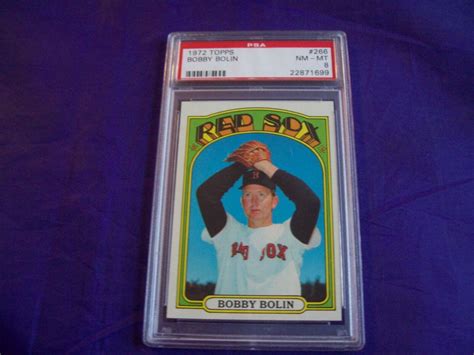 PSA
1972 TOPPS #266
BOBBY BOLIN NM - MT
8
22871699
RED SOX
B
RED SOX
BOBBY BOLIN